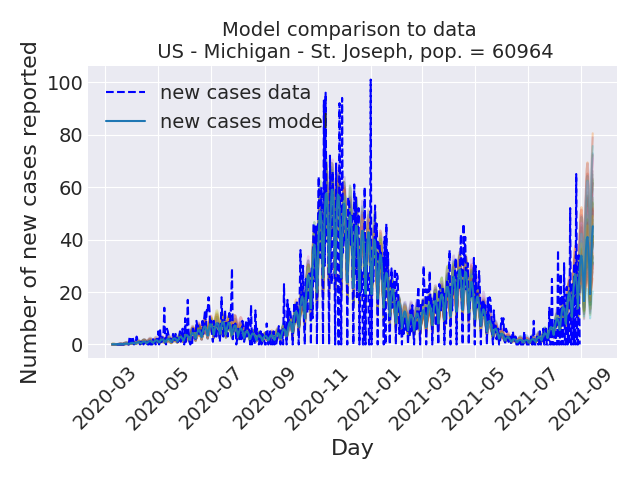 Model comparison to data
US - Michigan - St. Joseph, pop. = 60964
Number of new cases reported
100
80
60
40
20
0
new cases data
new cases model
2020-03
2020-05
2020-07
2020-09
2020-11
2021-01
2021-03
2021-05
2021-07
2021-09
Day